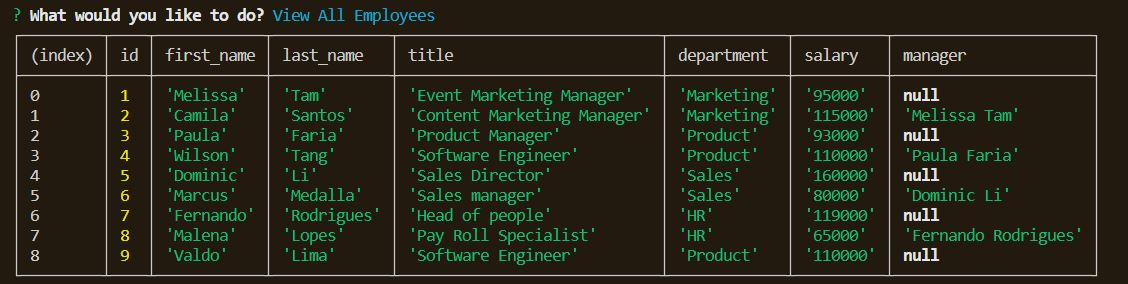 ? What would you like to do? View All Employees
(index) id first_name last_name title department salary manager
0 1 'Melissa' 'Tam' 'Event Marketing Manager' 'Marketing' '95000' null
1 2 'Camila' 'Santos' 'Content Marketing Manager' 'Marketing' '115000' 'Melissa Tam'
2 3 'Paula' 'Faria' 'Product Manager' 'Product' '93000' null
3 4 'Wilson' 'Tang' 'Software Engineer' 'Product' '110000' 'Paula Faria'
4 5 'Dominic' 'Li' 'Sales Director' 'Sales' '160000' null
5 6 'Marcus' 'Medalla' 'Sales manager' 'Sales' '80000' 'Dominic Li'
6 7 'Fernando' 'Rodrigues' 'Head of people' 'HR' '119000' null
7 8 'Malena' 'Lopes' 'Pay Roll Specialist' 'HR' '65000' 'Fernando Rodrigues'
8 9 'Valdo' 'Lima' 'Software Engineer' 'Product' '110000' null